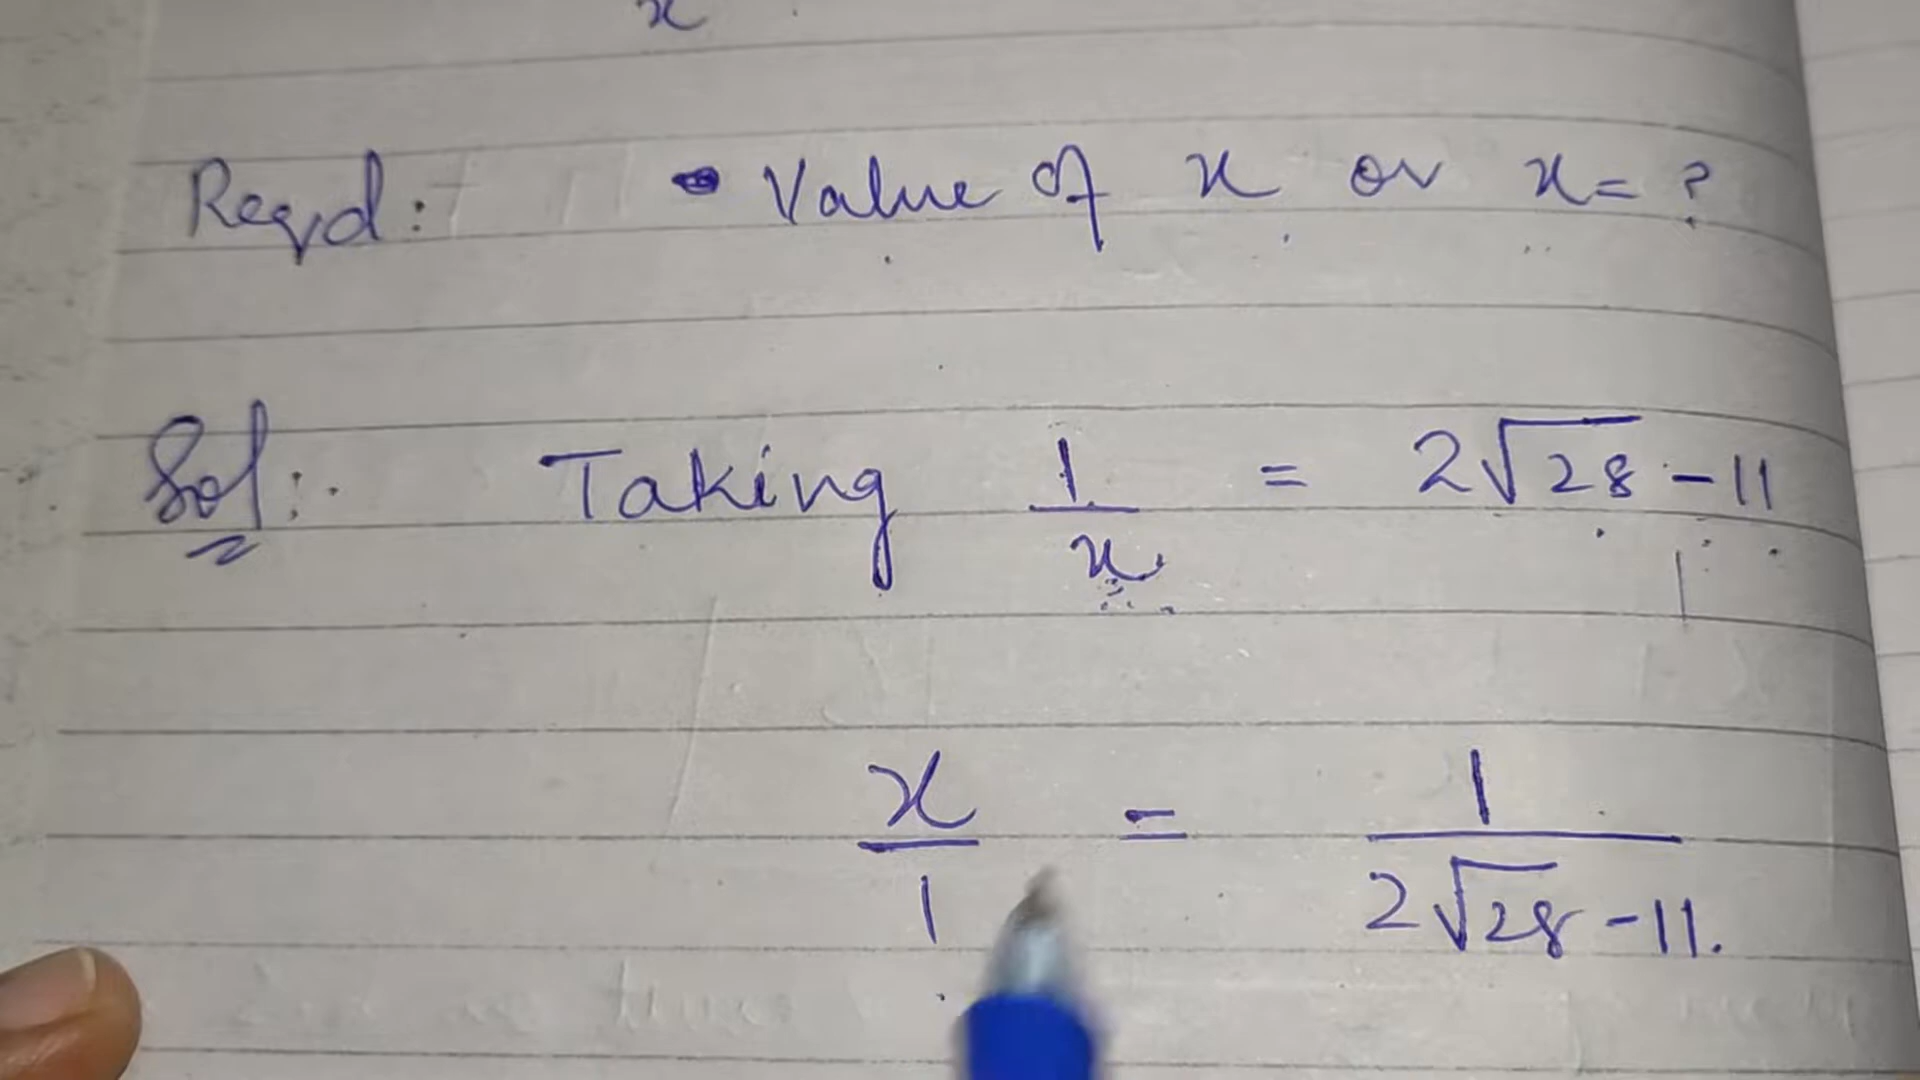 x
Reqd: Value of x or x = ?
Sol: Taking 1/x = 2√28 - 11
x/1 = 1/(2√28 - 11).